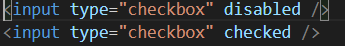 <input type="checkbox" disabled />
<input type="checkbox" checked />